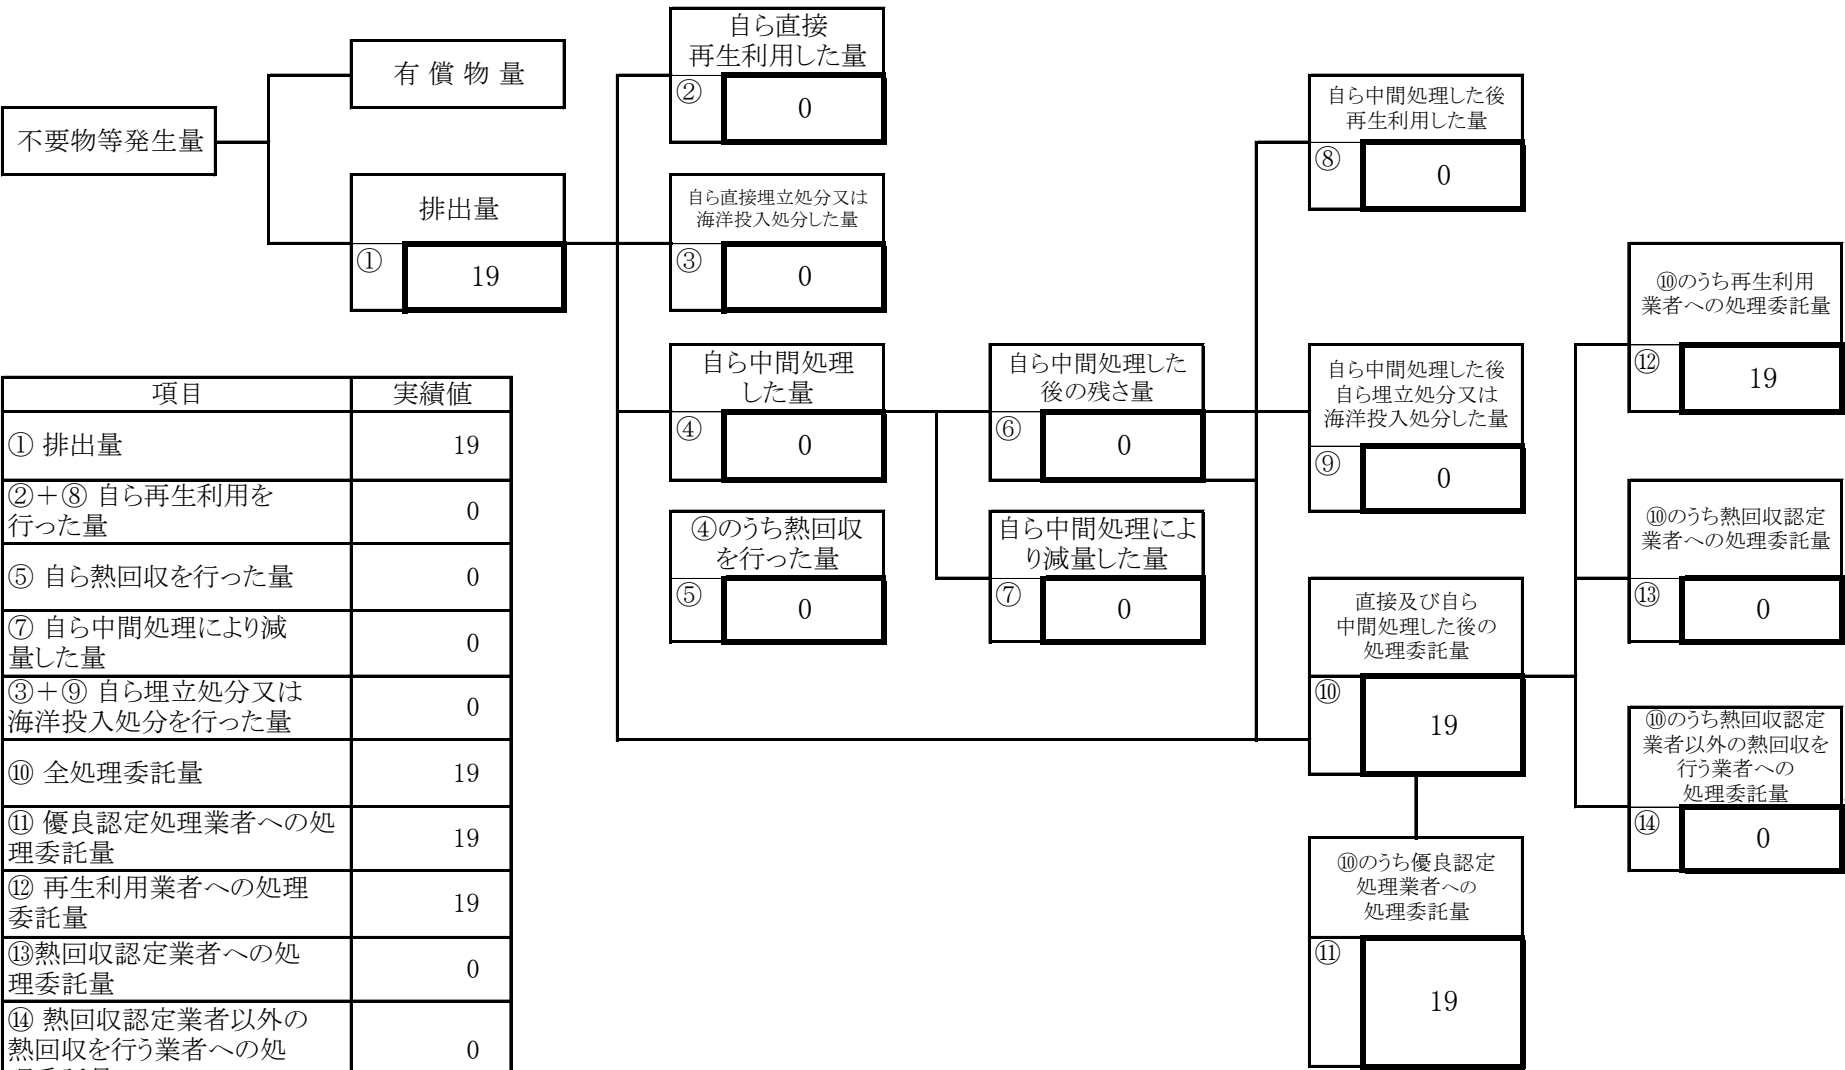 不要物等発生量
有 償 物 量
排出量
①
19
自ら直接
再生利用した量
②
0
自ら直接埋立処分又は
海洋投入処分した量
③
0
自ら中間処理
した量
④
0
④のうち熱回収
を行った量
⑤
0
自ら中間処理した
後の残さ量
⑥
0
自ら中間処理によ
り減量した量
⑦
0
自ら中間処理した後
再生利用した量
⑧
0
自ら中間処理した後
自ら埋立処分又は
海洋投入処分した量
⑨
0
直接及び自ら
中間処理した後の
処理委託量
⑩
19
⑩のうち優良認定
処理業者への
処理委託量
⑪
19
⑩のうち再生利用
業者への処理委託量
⑫
19
⑩のうち熱回収認定
業者への処理委託量
⑬
0
⑩のうち熱回収認定
業者以外の熱回収を
行う業者への
処理委託量
⑭
0
項目 実績値
① 排出量 19
②＋⑧ 自ら再生利用を
行った量 0
⑤ 自ら熱回収を行った量 0
⑦ 自ら中間処理により減
量した量 0
③＋⑨ 自ら埋立処分又は
海洋投入処分を行った量 0
⑩ 全処理委託量 19
⑪ 優良認定処理業者への処
理委託量 19
⑫ 再生利用業者への処理
委託量 19
⑬熱回収認定業者への処
理委託量 0
⑭ 熱回収認定業者以外の
熱回収を行う業者への処 0